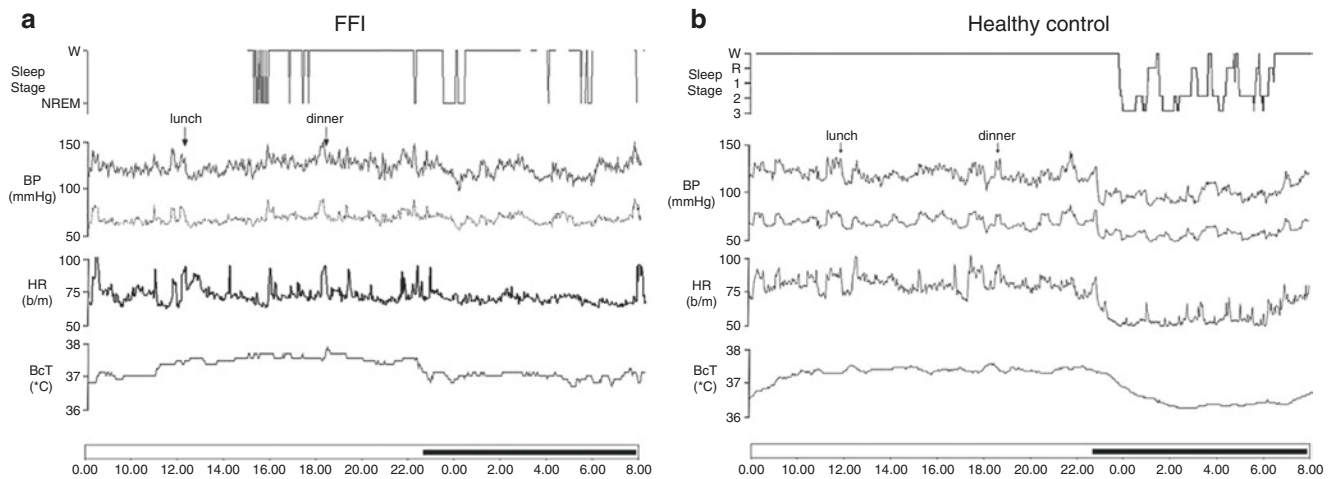 a
FFI
W
Sleep
Stage
NREM
lunch
dinner
150
BP
100
(mmHg)
50
100
HR
75
(b/m)
50
38
BcT
37
(*C)
36
0.00 10.00 12.00 14.00 16.00 18.00 20.00 22.00 0.00 2.00 4.00 6.00 8.00
b
Healthy control
W
R
Sleep
1
Stage
2
3
lunch
dinner
150
BP
100
(mmHg)
50
100
HR
75
(b/m)
50
38
BcT
37
(*C)
36
0.00 10.00 12.00 14.00 16.00 18.00 20.00 22.00 0.00 2.00 4.00 6.00 8.00